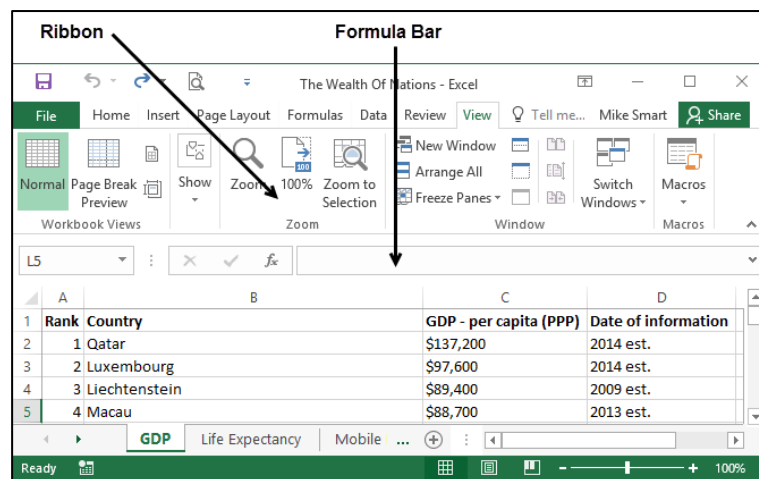 Ribbon Formula Bar
The Wealth Of Nations - Excel
File Home Insert Page Layout Formulas Data Review View Tell me... Mike Smart Share
Normal Page Break Preview Show Zoom 100 100% Zoom to Selection New Window Arrange All Freeze Panes Switch Windows Macros
Workbook Views Zoom Window Macros
L5 fx
A B C D
1 Rank Country GDP - per capita (PPP) Date of information
2 1 Qatar $137,200 2014 est.
3 2 Luxembourg $97,600 2014 est.
4 3 Liechtenstein $89,400 2009 est.
5 4 Macau $88,700 2013 est.
GDP Life Expectancy Mobile ...
Ready 100%